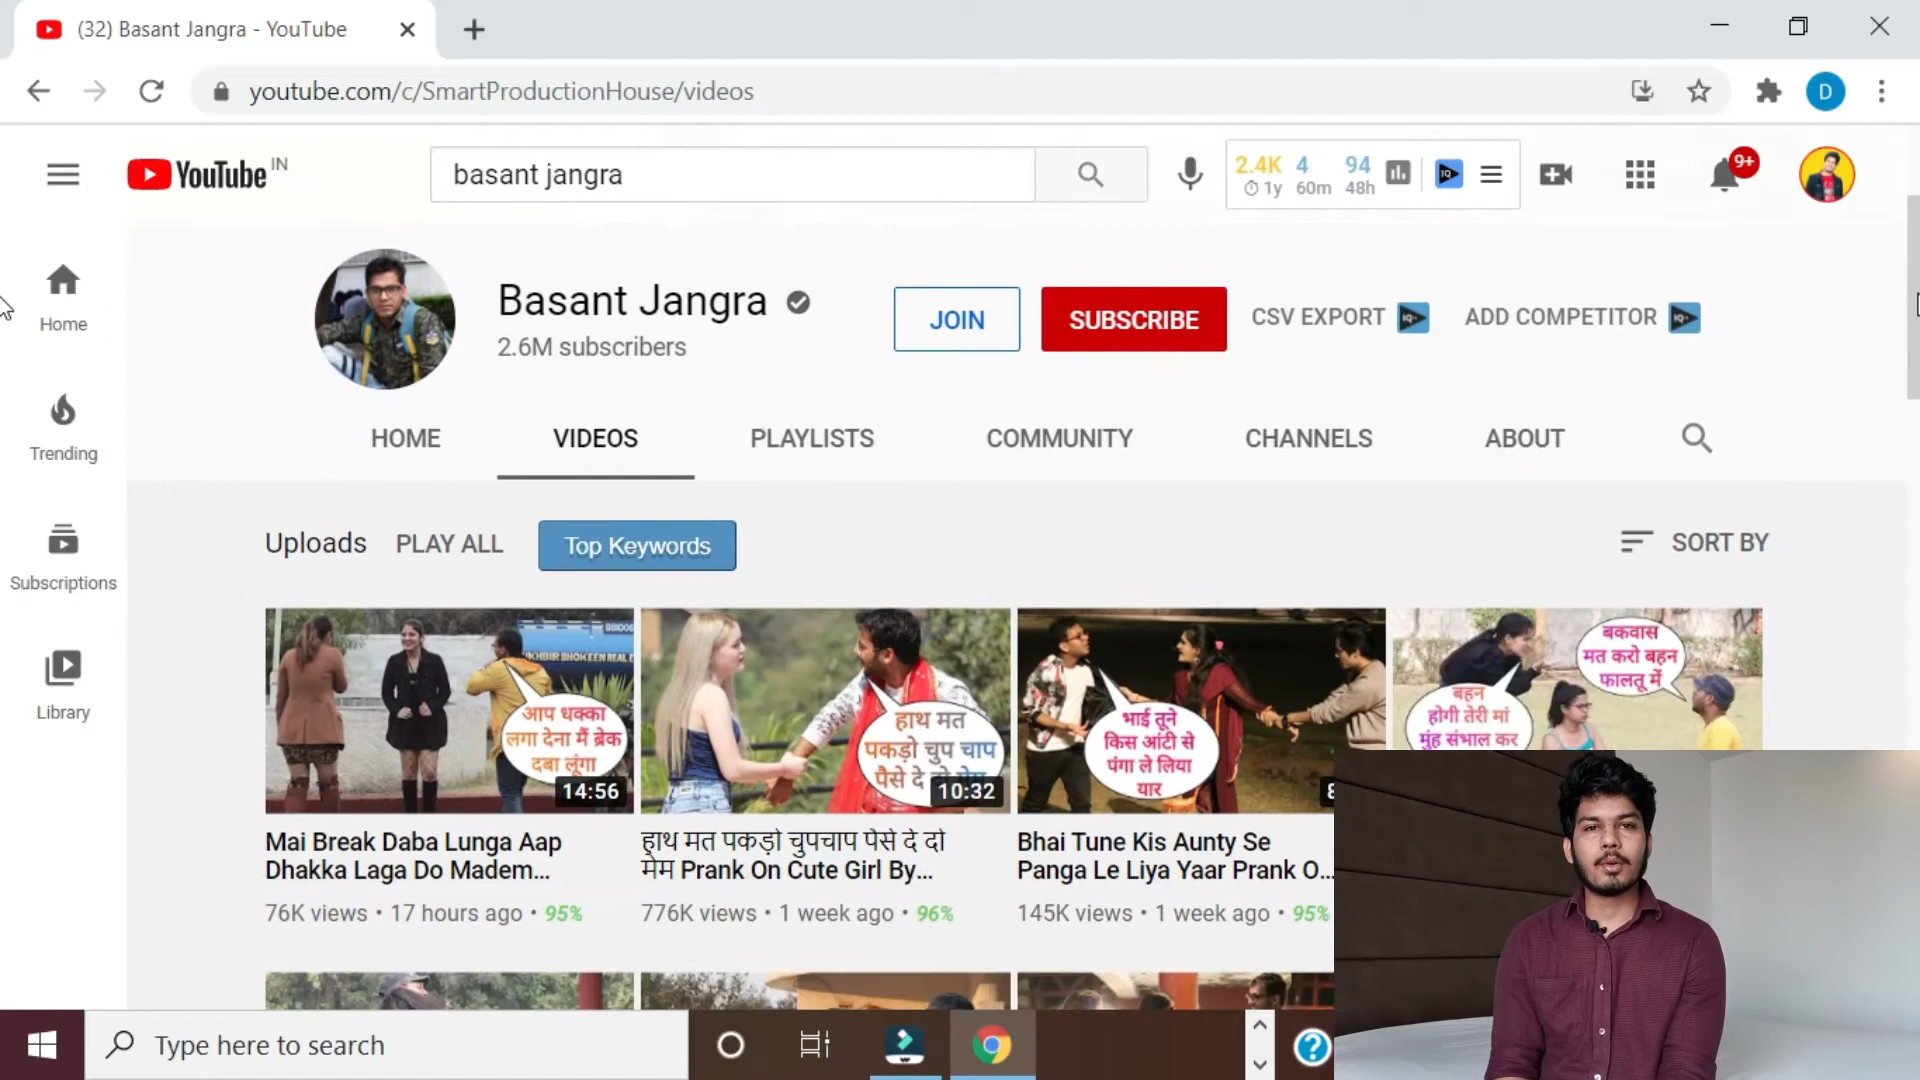 (32) Basant Jangra - YouTube
youtube.com/c/SmartProductionHouse/videos
D
YouTube IN
basant jangra
2.4K 4 94
1y 60m 48h
IQ
9+
Basant Jangra
2.6M subscribers
JOIN
SUBSCRIBE
CSV EXPORT
ADD COMPETITOR
Home
Trending
Subscriptions
Library
HOME
VIDEOS
PLAYLISTS
COMMUNITY
CHANNELS
ABOUT
Uploads
PLAY ALL
Top Keywords
SORT BY
आप धक्का
लगा देना मैं ब्रेक
दबा लूंगा
14:56
हाथ मत
पकड़ो चुप चाप
पैसे दे
10:32
भाई तूने
किस आंटी से
पंगा ले लिया
यार
बकवास
मत करो बहन
फालतू में
बहन
होगी तेरी मां
मुंह संभाल कर
Mai Break Daba Lunga Aap
Dhakka Laga Do Madem...
76K views • 17 hours ago • 95%
हाथ मत पकड़ो चुपचाप पैसे दे दो
मेम Prank On Cute Girl By...
776K views • 1 week ago • 96%
Bhai Tune Kis Aunty Se
Panga Le Liya Yaar Prank O...
145K views • 1 week ago • 95%
Type here to search